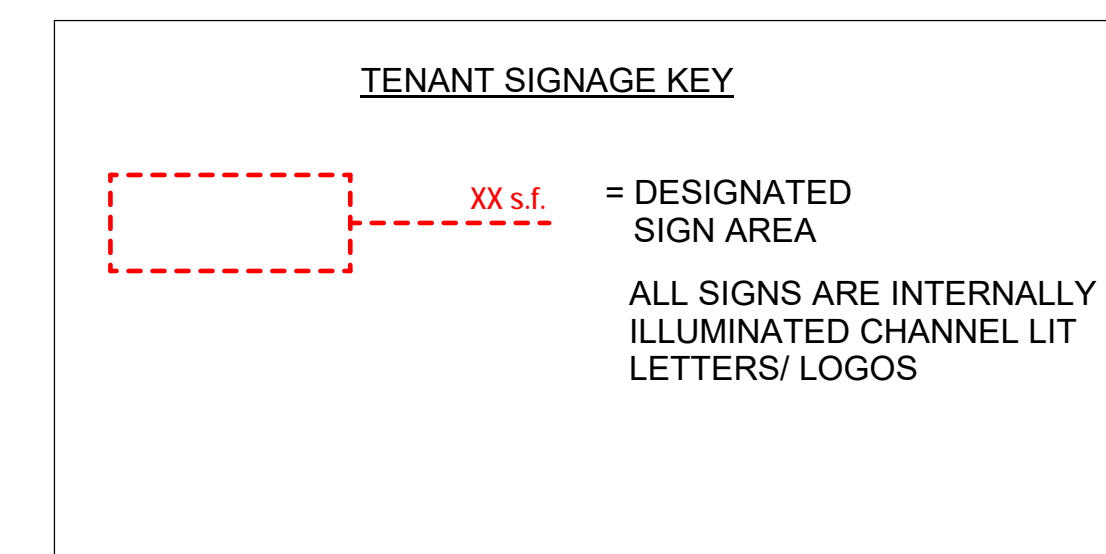 TENANT SIGNAGE KEY
XX s.f.
= DESIGNATED
SIGN AREA
ALL SIGNS ARE INTERNALLY
ILLUMINATED CHANNEL LIT
LETTERS/ LOGOS